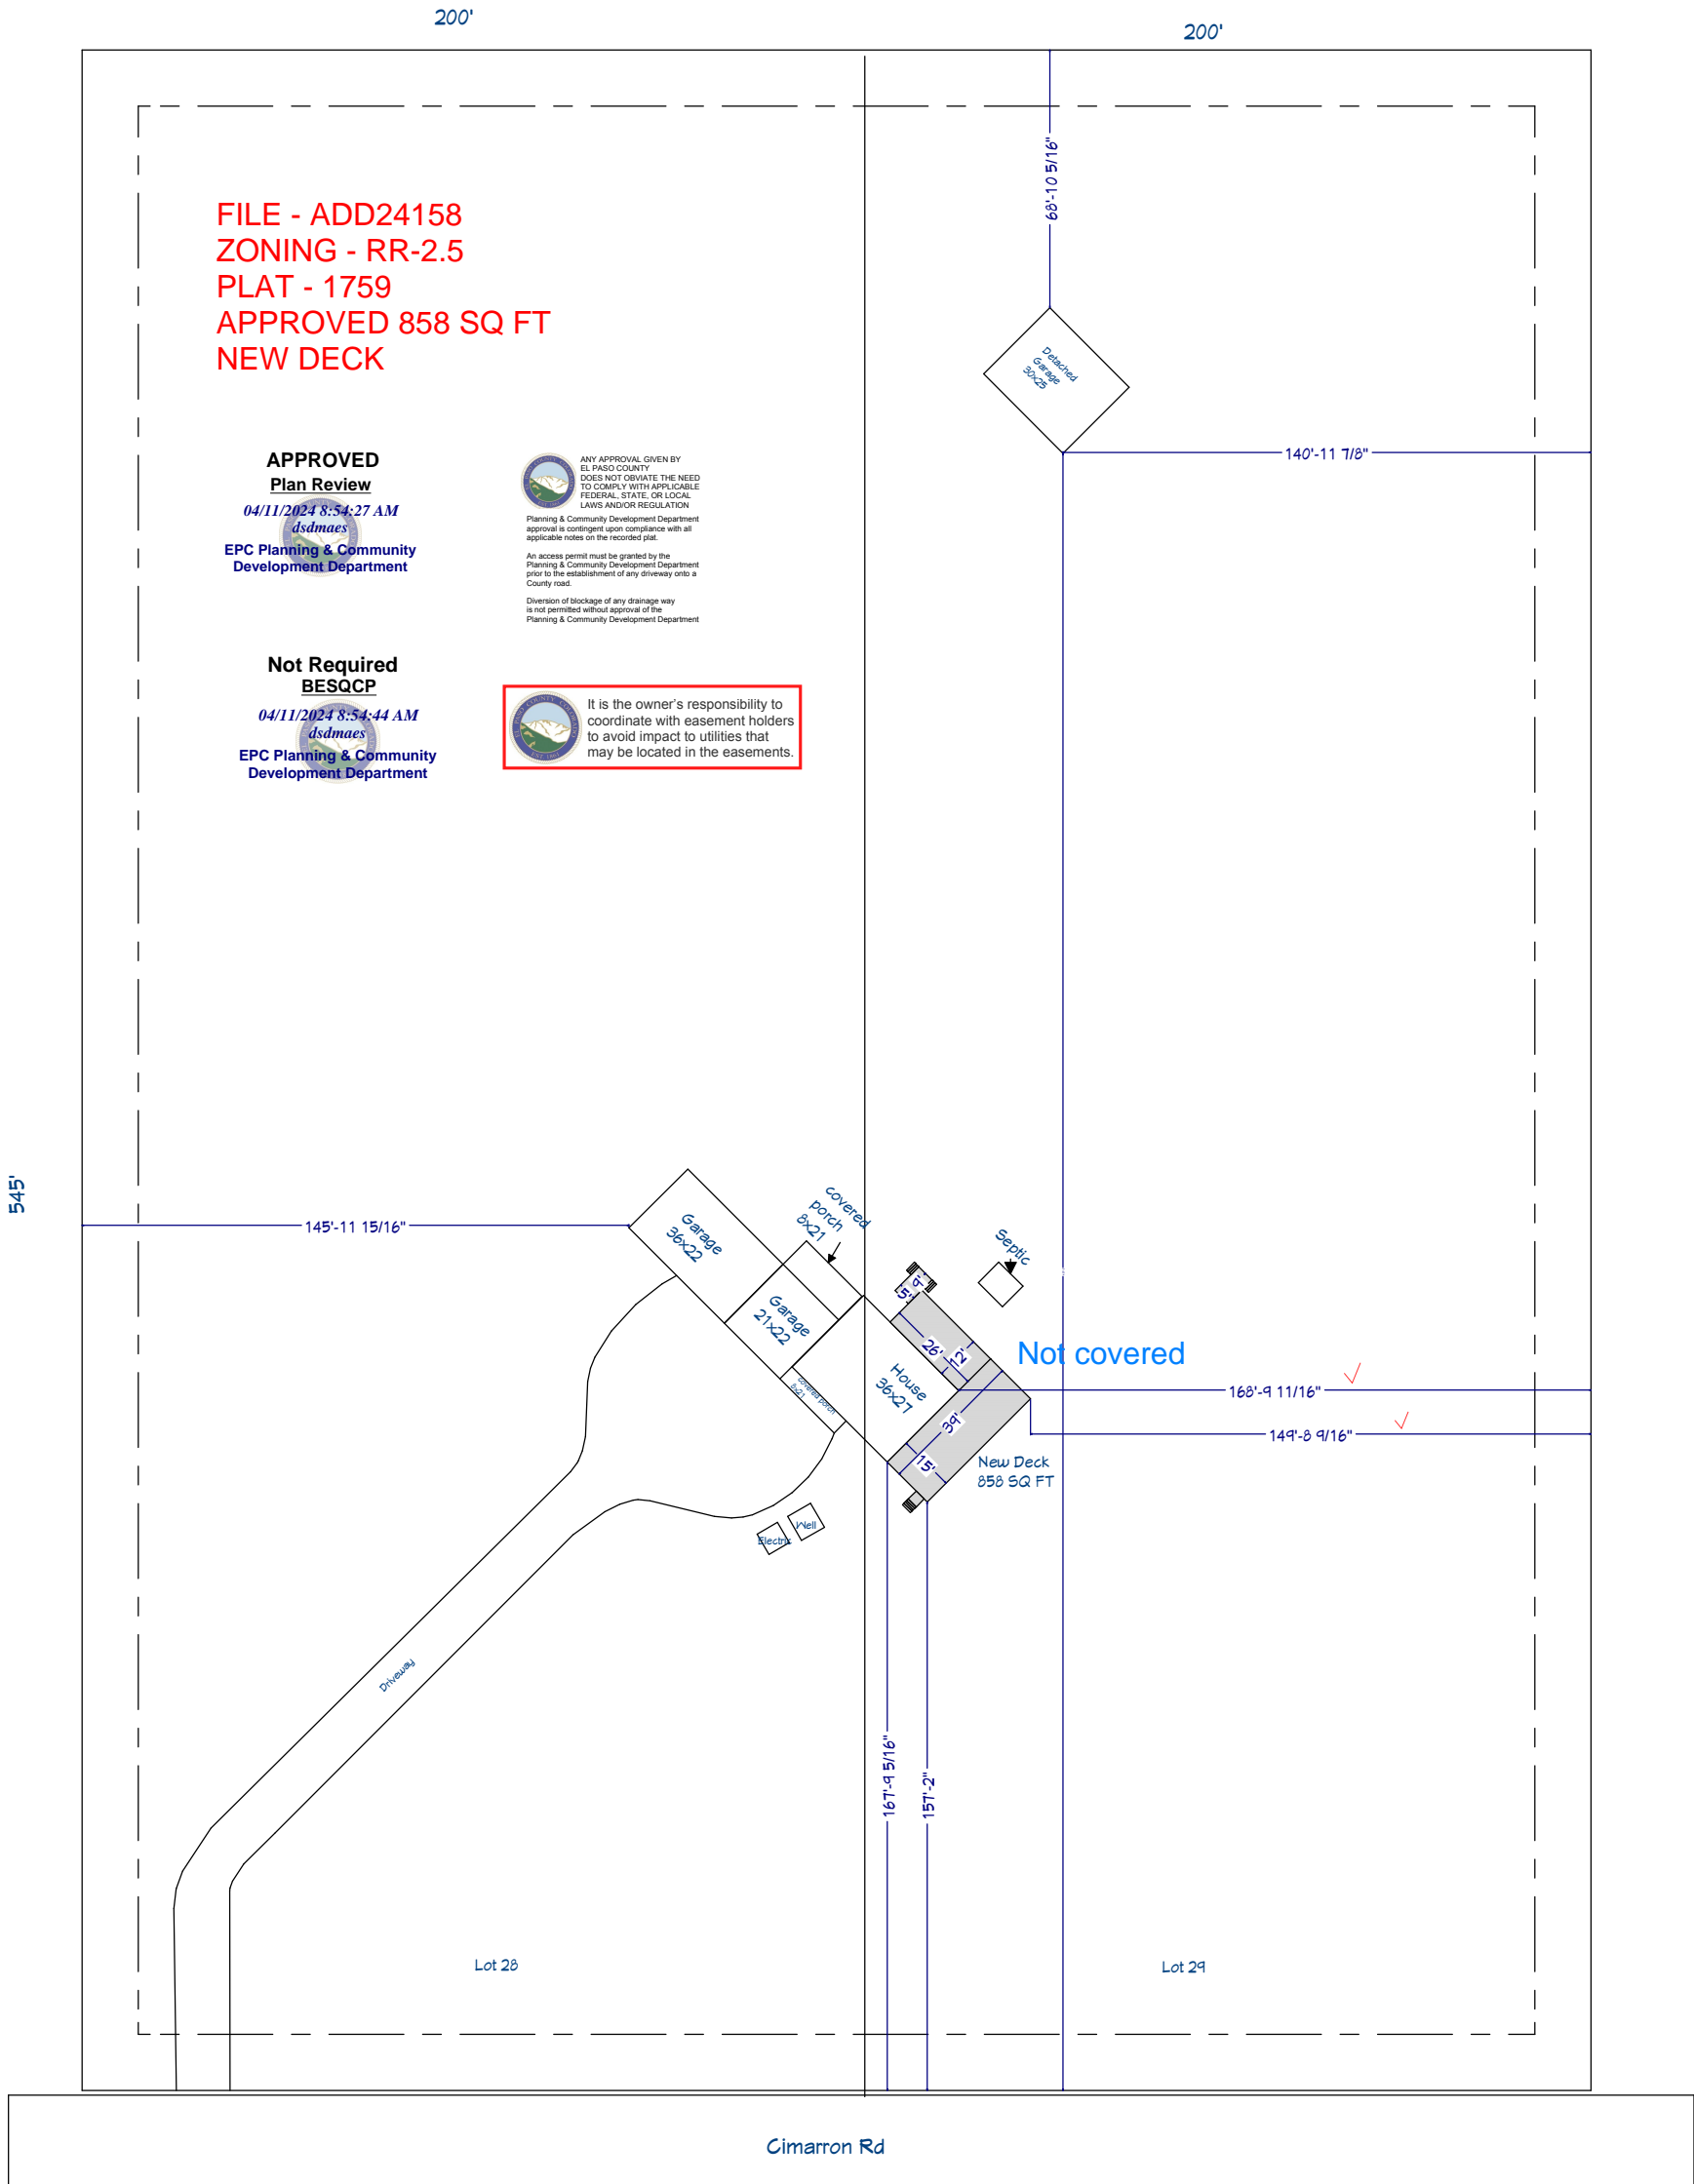 200'
200'
68'-10 5/16"
FILE - ADD24158
ZONING - RR-2.5
PLAT - 1759
APPROVED 858 SQ FT
NEW DECK
Detached
Garage
30x25
140'-11 7/8"
APPROVED
Plan Review
04/11/2024 8:54:27 AM
dsdmaes
EPC Planning & Community
Development Department
ANY APPROVAL GIVEN BY
EL PASO COUNTY
DOES NOT OBVIATE THE NEED
TO COMPLY WITH APPLICABLE
FEDERAL, STATE, OR LOCAL
LAWS AND/OR REGULATION
Planning & Community Development Department
approval is contingent upon compliance with all
applicable notes on the recorded plat.
An access permit must be granted by the
Planning & Community Development Department
prior to the establishment of any driveway onto a
County road.
Diversion of blockage of any drainage way
is not permitted without approval of the
Planning & Community Development Department
Not Required
BESQCP
04/11/2024 8:54:44 AM
dsdmaes
EPC Planning & Community
Development Department
It is the owner's responsibility to
coordinate with easement holders
to avoid impact to utilities that
may be located in the easements.
545'
145'-11 15/16"
Garage
36x22
covered
porch
8x21
Septic
Garage
21x22
5'
9'
26'
12'
Not covered
House
36x27
covered porch
8x21
168'-9 11/16"
39'
149'-8 9/16"
15'
New Deck
858 SQ FT
Well
Electric
Driveway
167'-9 5/16"
157'-2"
Lot 28
Lot 29
Cimarron Rd